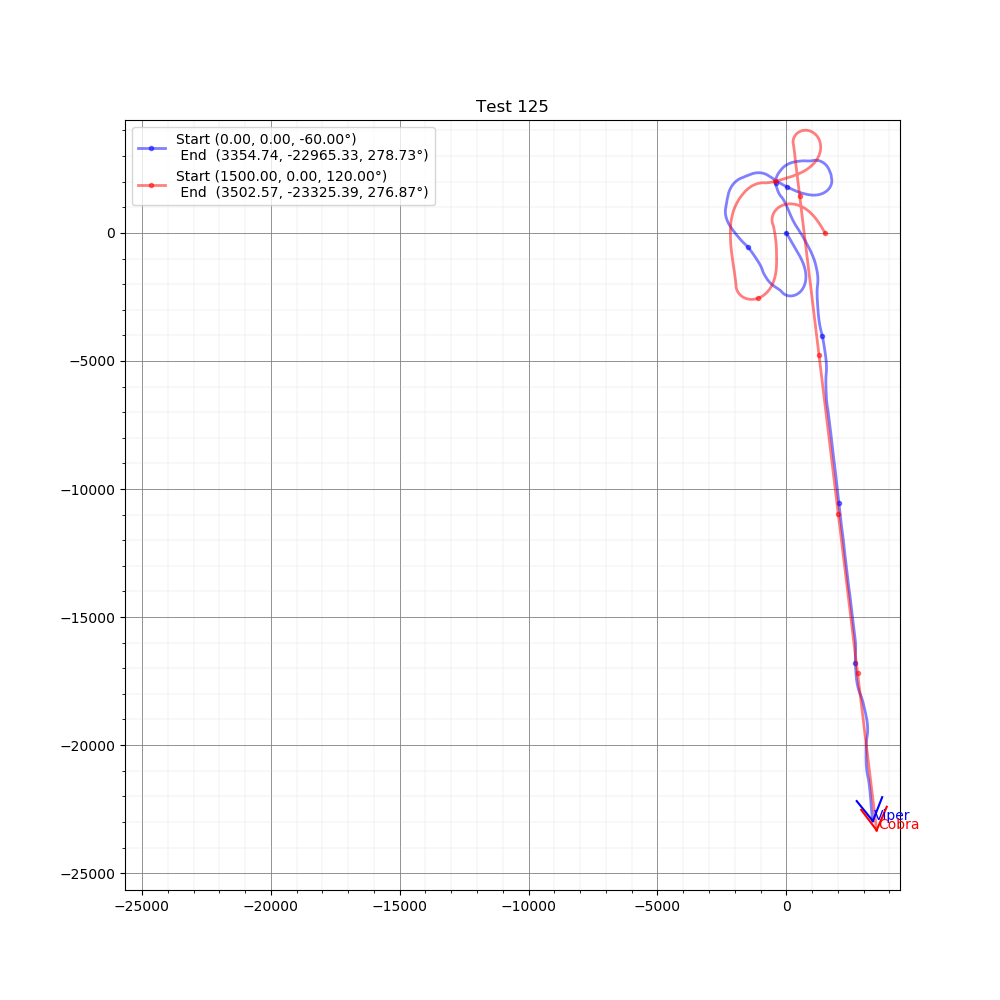 Test 125
Start (0.00, 0.00, -60.00°)
End  (3354.74, -22965.33, 278.73°)
Start (1500.00, 0.00, 120.00°)
End  (3502.57, -23325.39, 276.87°)
0
−5000
−10000
−15000
−20000
−25000
Viper
Cobra
−25000
−20000
−15000
−10000
−5000
0